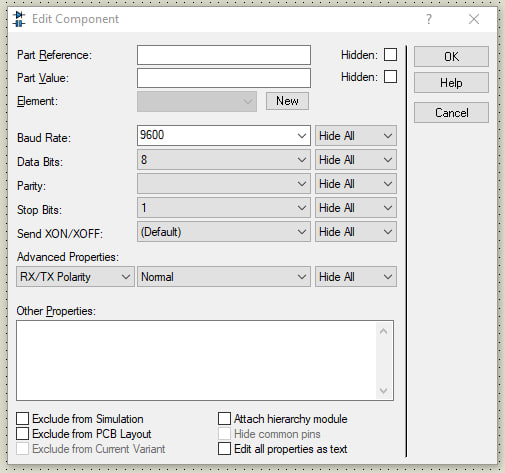 Edit Component ?
Part Reference: Hidden: OK
Part Value: Hidden: Help
Element: New
Cancel
Baud Rate: 9600 Hide All
Data Bits: 8 Hide All
Parity: Hide All
Stop Bits: 1 Hide All
Send XON/XOFF: (Default) Hide All
Advanced Properties:
RX/TX Polarity Normal Hide All
Other Properties:
Exclude from Simulation Attach hierarchy module
Exclude from PCB Layout Hide common pins
Exclude from Current Variant Edit all properties as text